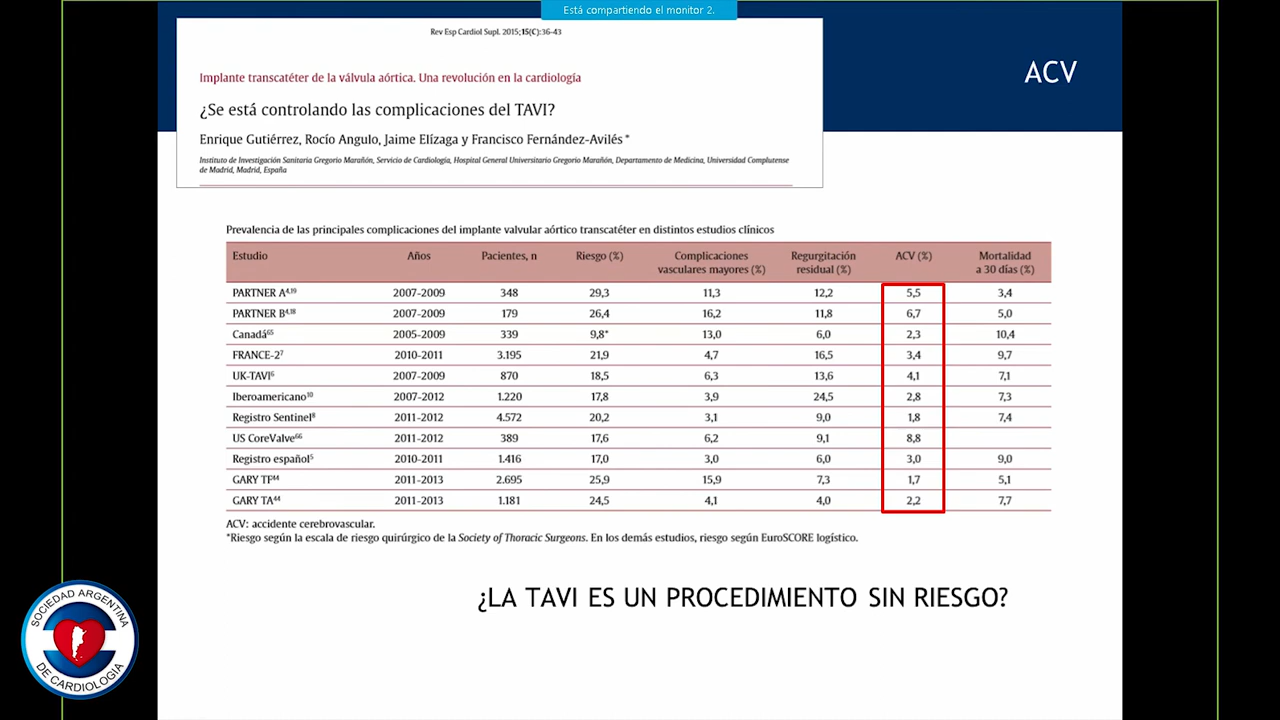 Está compartiendo el monitor 2.
Rev Esp Cardiol Supl. 2015;15(C):36-43
Implante transcatéter de la válvula aórtica. Una revolución en la cardiología
¿Se está controlando las complicaciones del TAVI?
Enrique Gutiérrez, Rocío Angulo, Jaime Elízaga y Francisco Fernández-Avilés*
Instituto de Investigación Sanitaria Gregorio Marañón, Servicio de Cardiología, Hospital General Universitario Gregorio Marañón, Departamento de Medicina, Universidad Complutense
de Madrid, Madrid, España
ACV
Prevalencia de las principales complicaciones del implante valvular aórtico transcatéter en distintos estudios clínicos
Estudio Años Pacientes, n Riesgo (%) Complicaciones vasculares mayores (%) Regurgitación residual (%) ACV (%) Mortalidad a 30 días (%)
PARTNER A4,19 2007-2009 348 29,3 11,3 12,2 5,5 3,4
PARTNER B4,18 2007-2009 179 26,4 16,2 11,8 6,7 5,0
Canadá65 2005-2009 339 9,8* 13,0 6,0 2,3 10,4
FRANCE-27 2010-2011 3.195 21,9 4,7 16,5 3,4 9,7
UK-TAVI6 2007-2009 870 18,5 6,3 13,6 4,1 7,1
Iberoamericano10 2007-2012 1.220 17,8 3,9 24,5 2,8 7,3
Registro Sentinel8 2011-2012 4.572 20,2 3,1 9,0 1,8 7,4
US CoreValve66 2011-2012 389 17,6 6,2 9,1 8,8
Registro español5 2010-2011 1.416 17,0 3,0 6,0 3,0 9,0
GARY TF44 2011-2013 2.695 25,9 15,9 7,3 1,7 5,1
GARY TA44 2011-2013 1.181 24,5 4,1 4,0 2,2 7,7
ACV: accidente cerebrovascular.
*Riesgo según la escala de riesgo quirúrgico de la Society of Thoracic Surgeons. En los demás estudios, riesgo según EuroSCORE logístico.
¿LA TAVI ES UN PROCEDIMIENTO SIN RIESGO?
SOCIEDAD ARGENTINA
DE CARDIOLOGIA